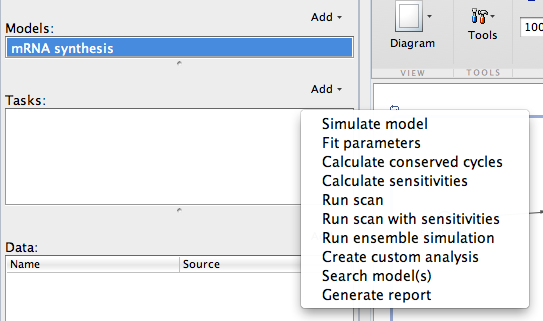 Add
Models:
mRNA synthesis
Add
Tasks:
Data:
Name Source
Diagram
Tools
100
VIEW
TOOLS
Simulate model
Fit parameters
Calculate conserved cycles
Calculate sensitivities
Run scan
Run scan with sensitivities
Run ensemble simulation
Create custom analysis
Search model(s)
Generate report